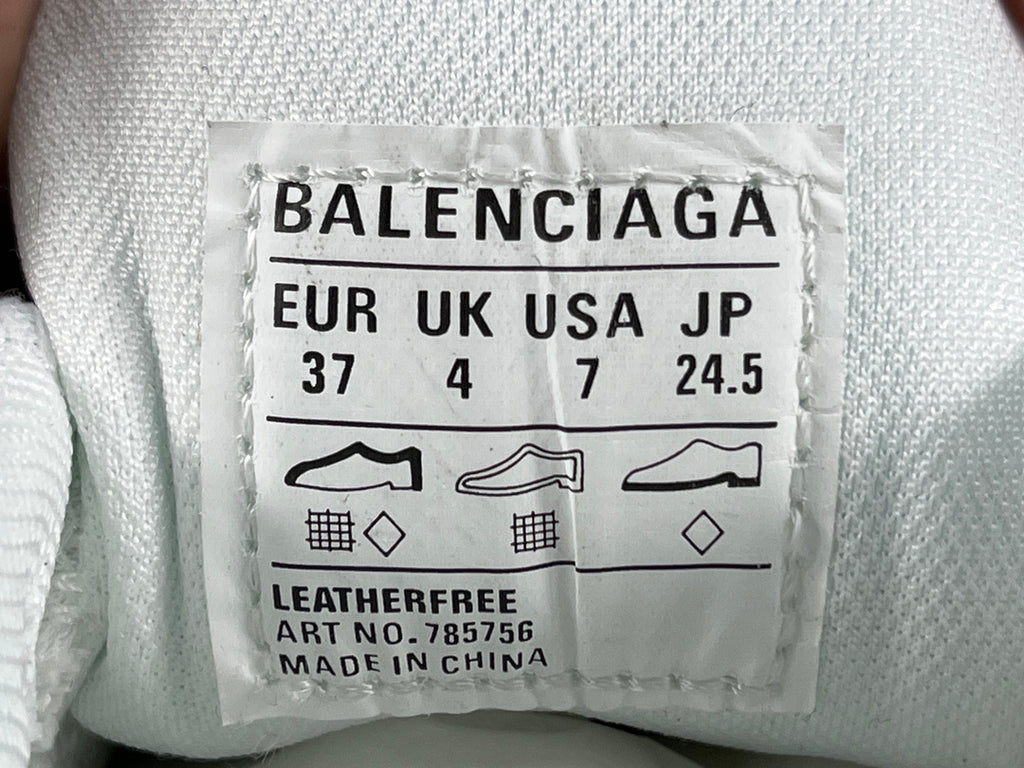 BALENCIAGA
EUR UK USA JP
37 4 7 24.5
LEATHERFREE
ART NO. 785756
MADE IN CHINA